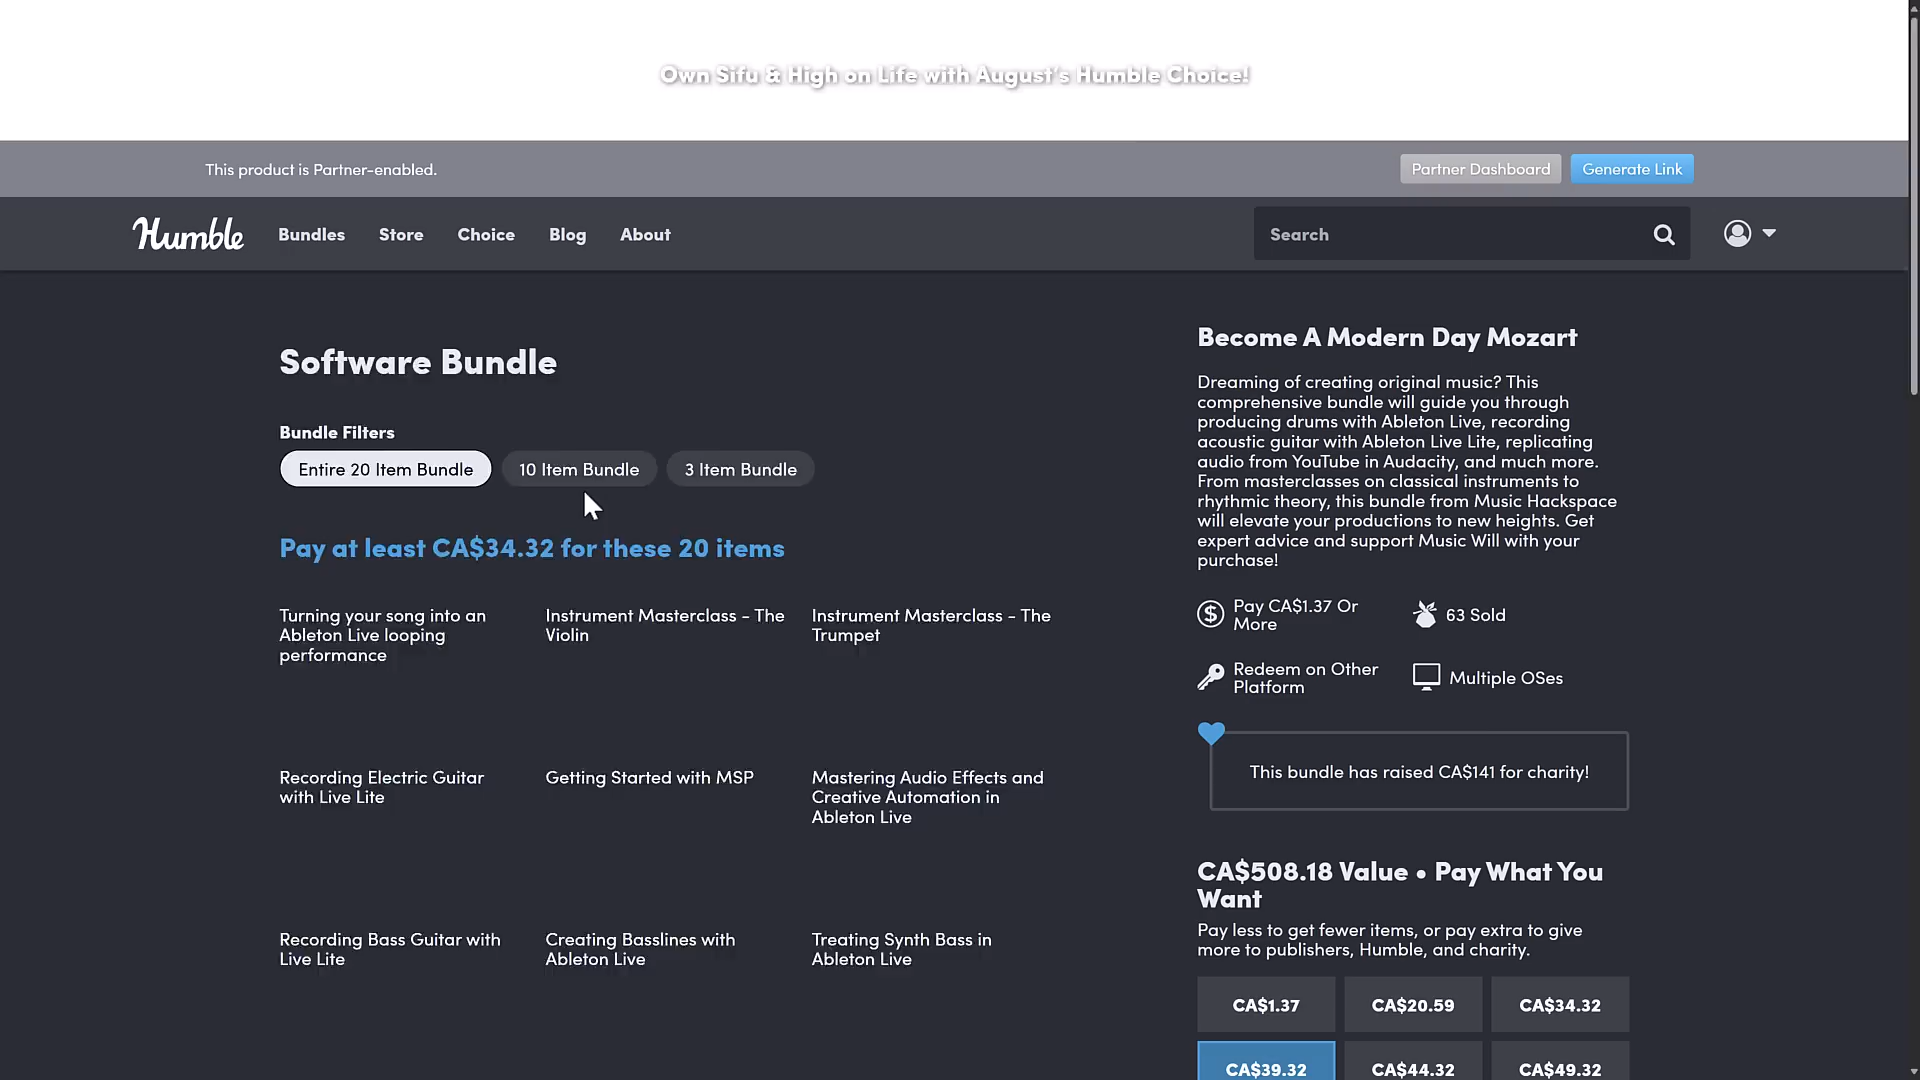 Own Sifu & High on Life with August's Humble Choice!
This product is Partner-enabled.
Partner Dashboard
Generate Link
Humble
Bundles
Store
Choice
Blog
About
Search
Software Bundle
Bundle Filters
Entire 20 Item Bundle
10 Item Bundle
3 Item Bundle
Pay at least CA$34.32 for these 20 items
Turning your song into an
Ableton Live looping
performance
Instrument Masterclass - The
Violin
Instrument Masterclass - The
Trumpet
Recording Electric Guitar
with Live Lite
Getting Started with MSP
Mastering Audio Effects and
Creative Automation in
Ableton Live
Recording Bass Guitar with
Live Lite
Creating Basslines with
Ableton Live
Treating Synth Bass in
Ableton Live
Become A Modern Day Mozart
Dreaming of creating original music? This
comprehensive bundle will guide you through
producing drums with Ableton Live, recording
acoustic guitar with Ableton Live Lite, replicating
audio from YouTube in Audacity, and much more.
From masterclasses on classical instruments to
rhythmic theory, this bundle from Music Hackspace
will elevate your productions to new heights. Get
expert advice and support Music Will with your
purchase!
Pay CA$1.37 Or
More
63 Sold
Redeem on Other
Platform
Multiple OSes
This bundle has raised CA$141 for charity!
CA$508.18 Value • Pay What You
Want
Pay less to get fewer items, or pay extra to give
more to publishers, Humble, and charity.
CA$1.37
CA$20.59
CA$34.32
CA$39.32
CA$44.32
CA$49.32